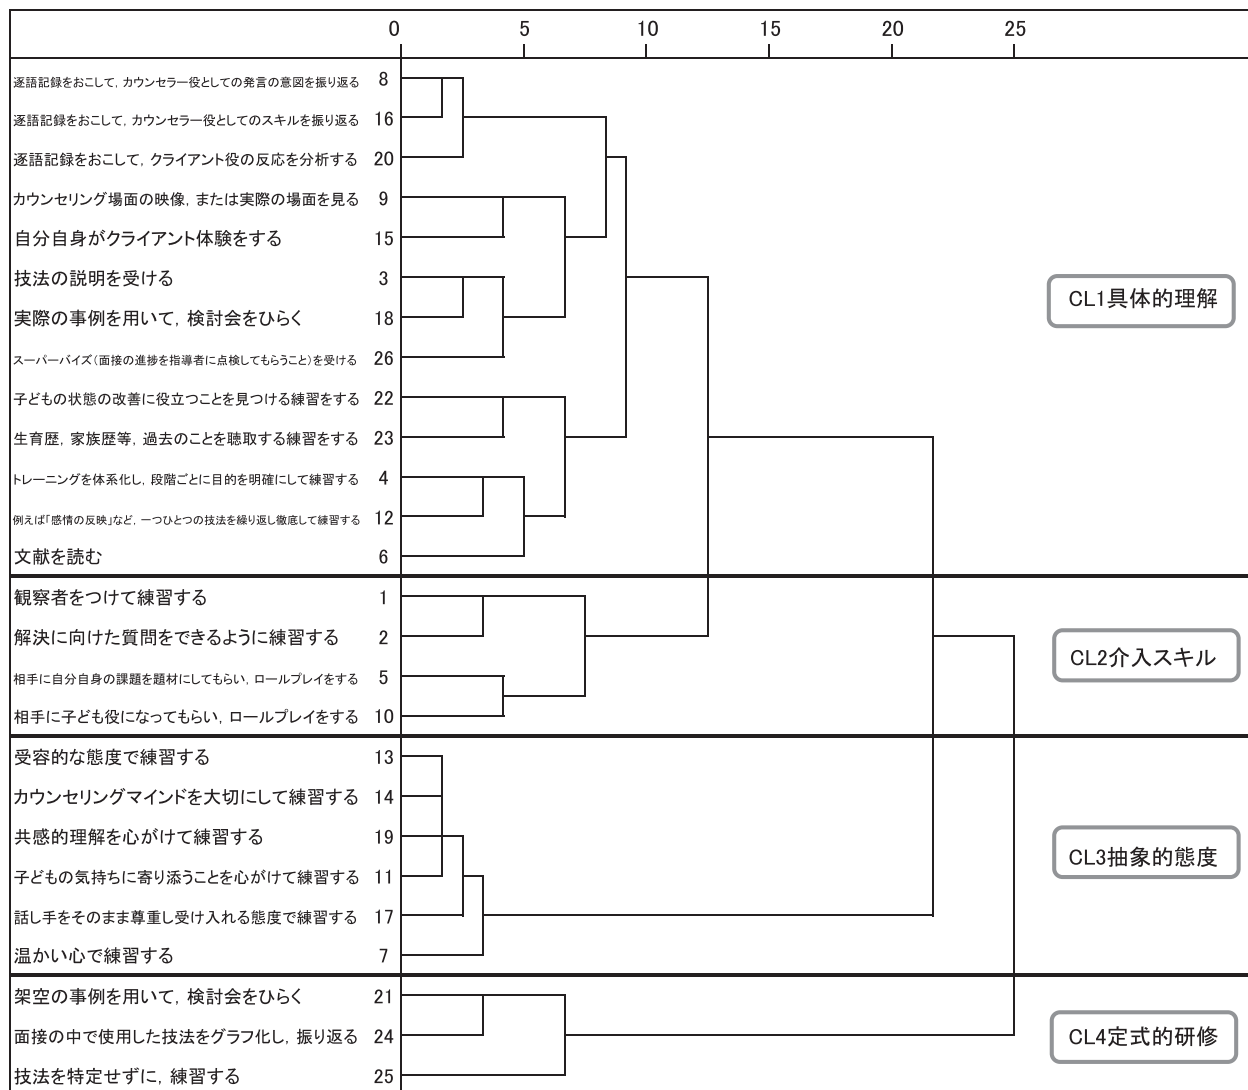 0 5 10 15 20 25
逐語記録をおこして，カウンセラー役としての発言の意図を振り返る 8
逐語記録をおこして，カウンセラー役としてのスキルを振り返る 16
逐語記録をおこして，クライアント役の反応を分析する 20
カウンセリング場面の映像，または実際の場面を見る 9
自分自身がクライアント体験をする 15
技法の説明を受ける 3
CL1具体的理解
実際の事例を用いて，検討会をひらく 18
スーパーバイズ（面接の進捗を指導者に点検してもらうこと）を受ける 26
子どもの状態の改善に役立つことを見つける練習をする 22
生育歴，家族歴等，過去のことを聴取する練習をする 23
トレーニングを体系化し，段階ごとに目的を明確にして練習する 4
例えば「感情の反映」など，一つひとつの技法を繰り返し徹底して練習する 12
文献を読む 6
観察者をつけて練習する 1
解決に向けた質問をできるように練習する 2
CL2介入スキル
相手に自分自身の課題を題材にしてもらい，ロールプレイをする 5
相手に子ども役になってもらい，ロールプレイをする 10
受容的な態度で練習する 13
カウンセリングマインドを大切にして練習する 14
共感的理解を心がけて練習する 19
CL3抽象的態度
子どもの気持ちに寄り添うことを心がけて練習する 11
話し手をそのまま尊重し受け入れる態度で練習する 17
温かい心で練習する 7
架空の事例を用いて，検討会をひらく 21
面接の中で使用した技法をグラフ化し，振り返る 24
CL4定式的研修
技法を特定せずに，練習する 25